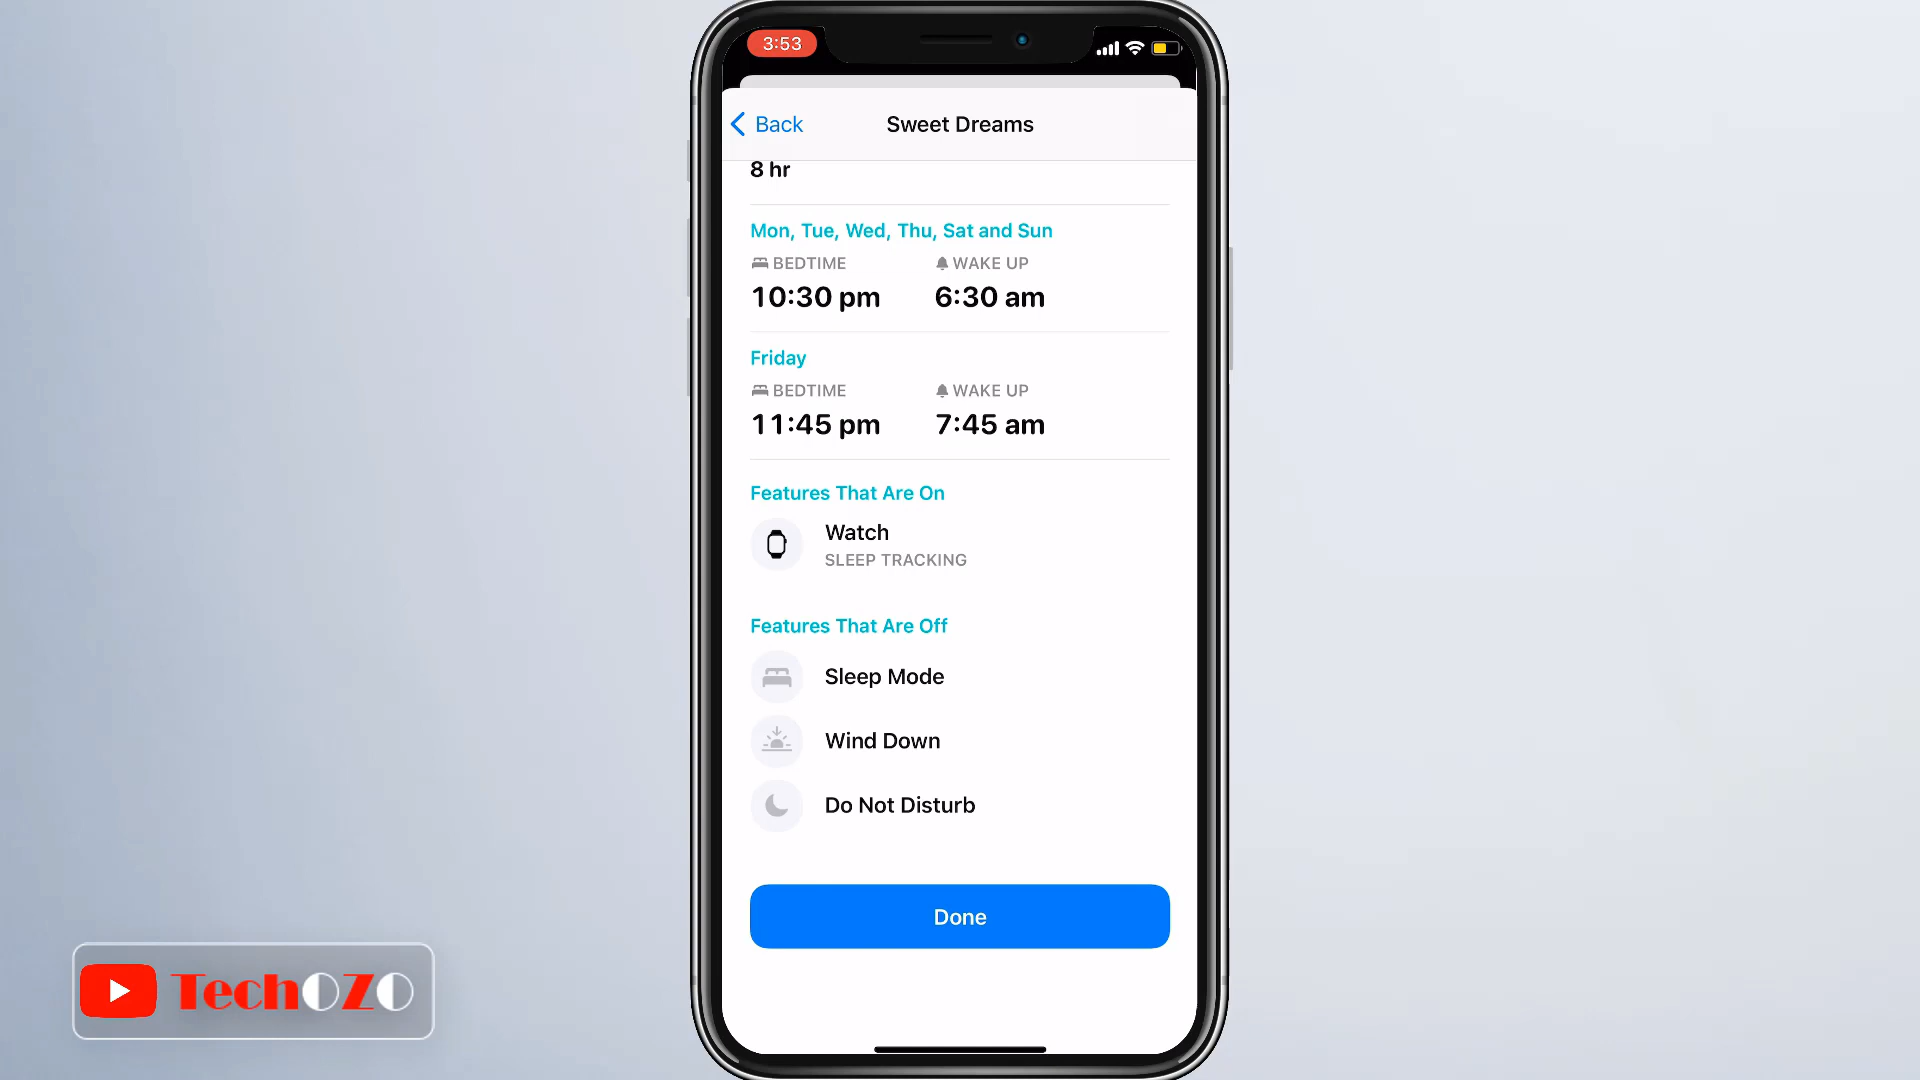 3:53
Back
Sweet Dreams
8 hr
Mon, Tue, Wed, Thu, Sat and Sun
BEDTIME WAKE UP
10:30 pm 6:30 am
Friday
BEDTIME WAKE UP
11:45 pm 7:45 am
Features That Are On
Watch
SLEEP TRACKING
Features That Are Off
Sleep Mode
Wind Down
Do Not Disturb
Done
TechOZO